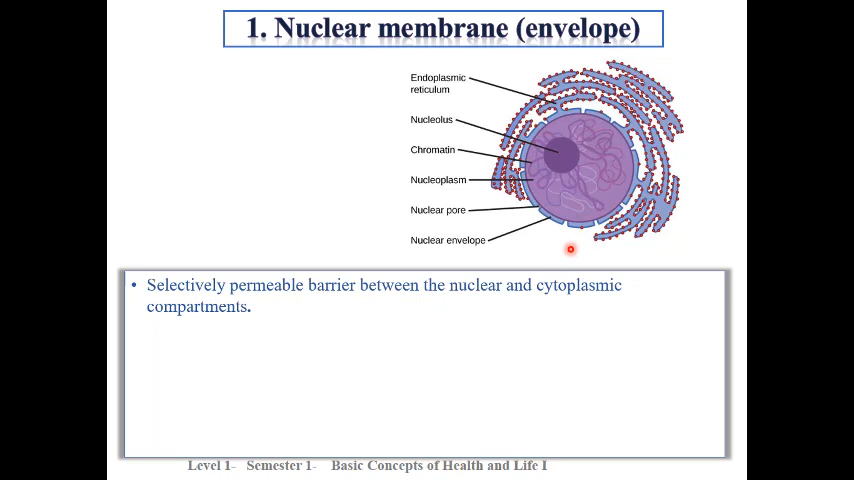 1. Nuclear membrane (envelope)
Endoplasmic
reticulum
Nucleolus
Chromatin
Nucleoplasm
Nuclear pore
Nuclear envelope
• Selectively permeable barrier between the nuclear and cytoplasmic
compartments.
Level 1- Semester 1- Basic Concepts of Health and Life I